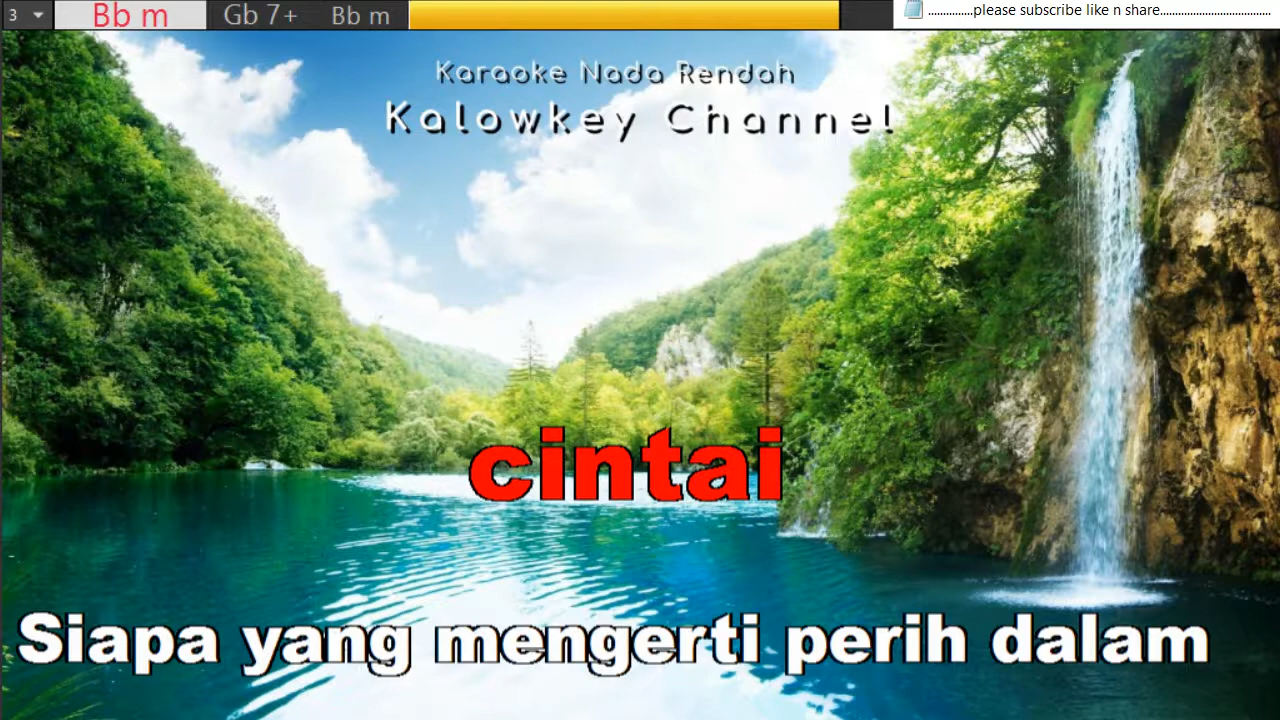 3 Bb m Gb 7+ Bb m
...............please subscribe like n share.....................................
Karaoke Nada Rendah
Kalowkey Channel
cintai
Siapa yang mengerti perih dalam